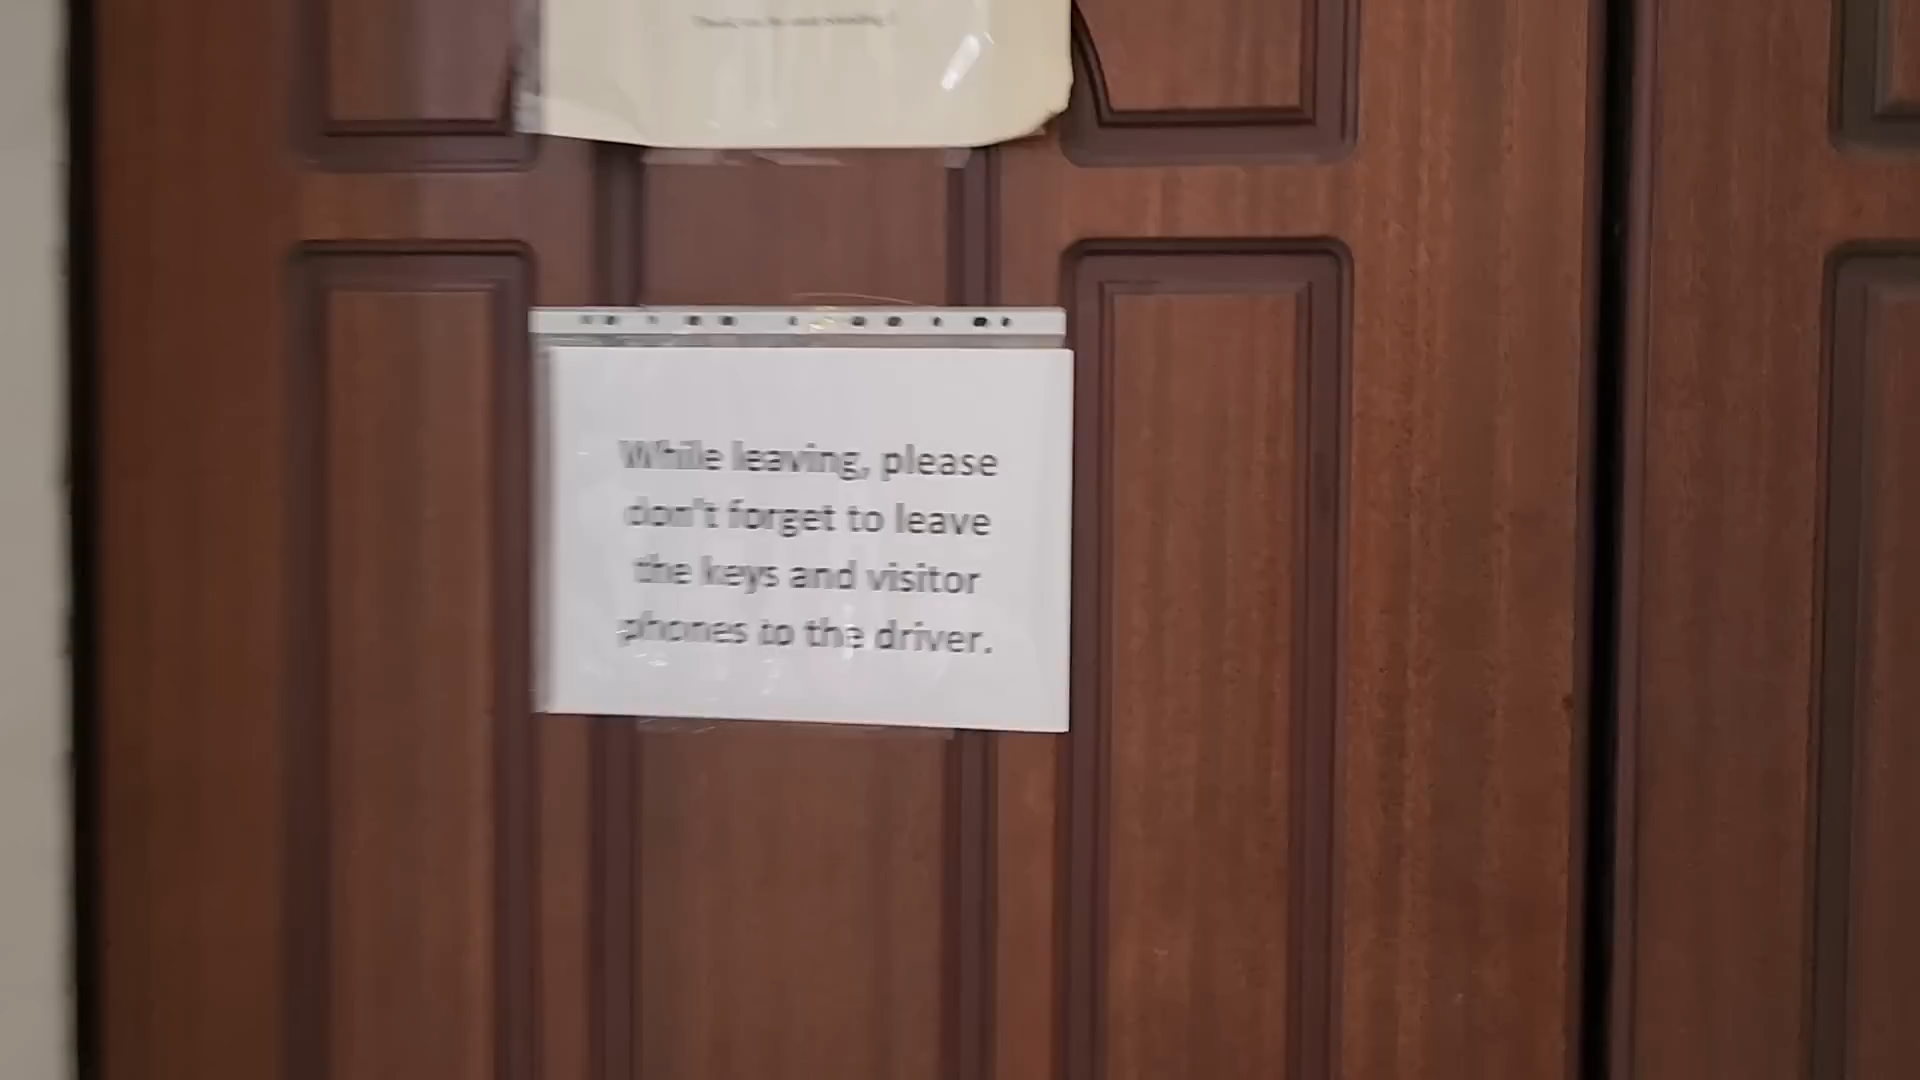 While leaving, please
don't forget to leave
the keys and visitor
phones to the driver.